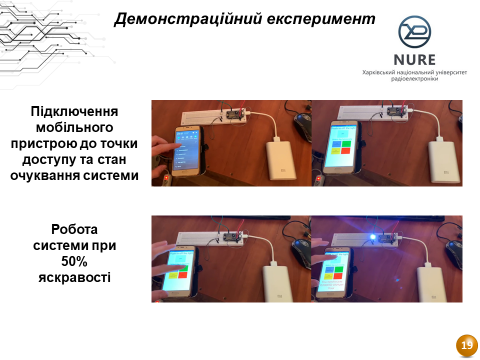 Демонстраційний експеримент
NURE
Харківський національний університет
радіоелектроніки
Підключення
мобільного
пристрою до точки
доступу та стан
очуквання системи
Робота
системи при
50%
яскравості
19